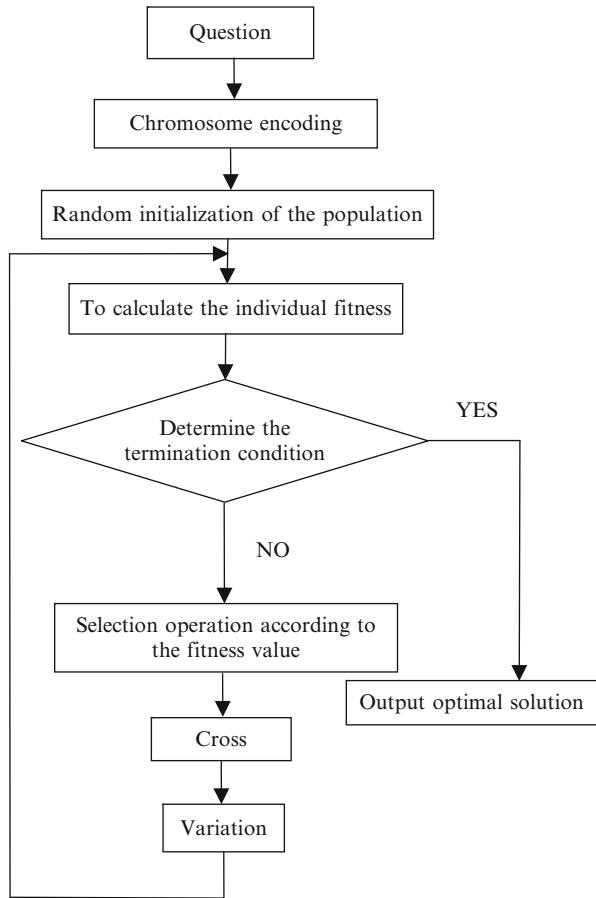 Question
Chromosome encoding
Random initialization of the population
To calculate the individual fitness
Determine the
termination condition
YES
NO
Selection operation according to
the fitness value
Output optimal solution
Cross
Variation